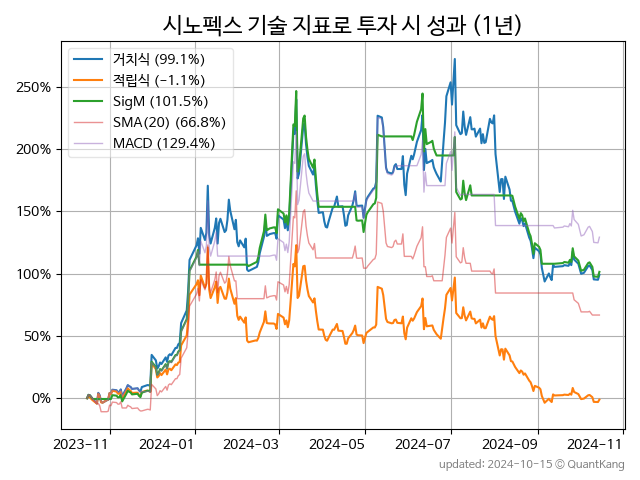 시노펙스 기술 지표로 투자 시 성과 (1년)
거치식 (99.1%)
적립식 (−1.1%)
SigM (101.5%)
SMA(20) (66.8%)
MACD (129.4%)
250%
200%
150%
100%
50%
0%
2023−11 2024−01 2024−03 2024−05 2024−07 2024−09 2024−11
updated: 2024-10-15 © QuantKang